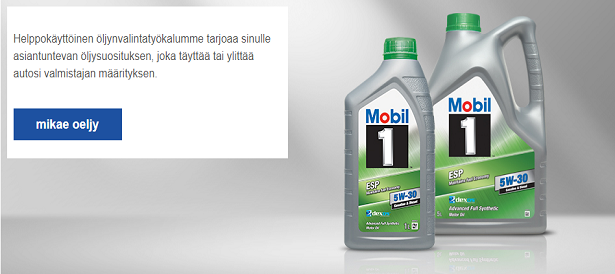 Helppokäyttöinen öljynvalintatyökalumme tarjoaa sinulle
asiantuntevan öljysuosituksen, joka täyttää tai ylittää
autosi valmistajan määrityksen.
mikae oeljy
Mobil
1
ESP
5W-30
Advanced Full Synthetic
Motor Oil
Mobil
1
ESP
5W-30
Advanced Full Synthetic
Motor Oil